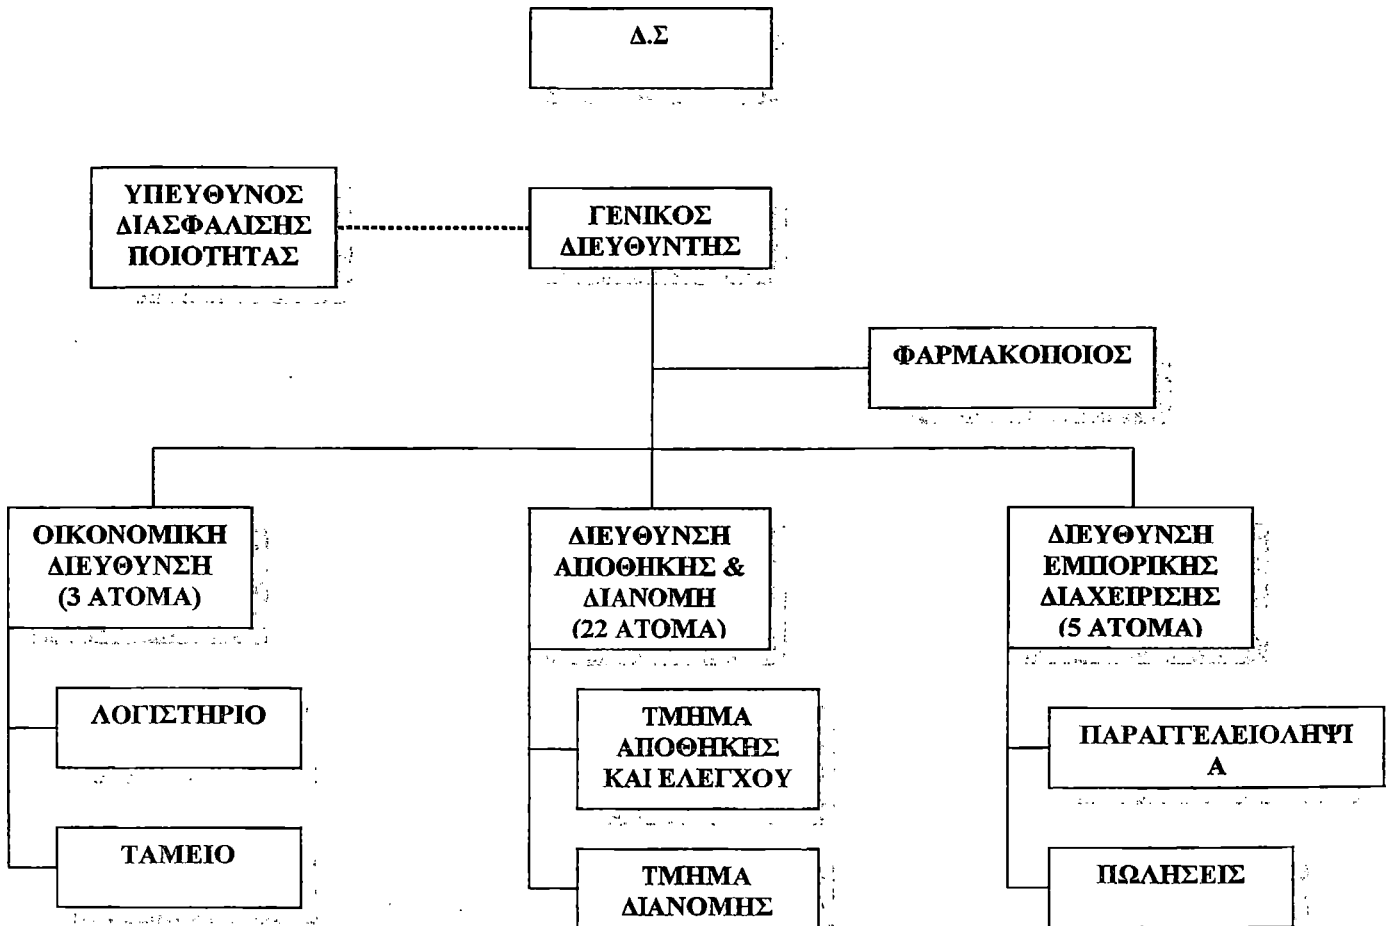 Δ.Σ
ΥΠΕΥΘΥΝΟΣ
ΔΙΑΣΦΑΛΙΣΗΣ
ΠΟΙΟΤΗΤΑΣ
ΓΕΝΙΚΟΣ
ΔΙΕΥΘΥΝΤΗΣ
ΦΑΡΜΑΚΟΠΟΙΟΣ
ΟΙΚΟΝΟΜΙΚΗ
ΔΙΕΥΘΥΝΣΗ
(3 ΑΤΟΜΑ)
ΛΟΓΙΣΤΗΡΙΟ
ΤΑΜΕΙΟ
ΔΙΕΥΘΥΝΣΗ
ΑΠΟΘΗΚΗΣ &
ΔΙΑΝΟΜΗ
(22 ΑΤΟΜΑ)
ΤΜΗΜΑ
ΑΠΟΘΗΚΗΣ
ΚΑΙ ΕΛΕΓΧΟΥ
ΤΜΗΜΑ
ΔΙΑΝΟΜΗΣ
ΔΙΕΥΘΥΝΣΗ
ΕΜΠΟΡΙΚΗΣ
ΔΙΑΧΕΙΡΙΣΗΣ
(5 ΑΤΟΜΑ)
ΠΑΡΑΓΓΕΛΕΙΟΛΗΨΙ
Α
ΠΩΛΗΣΕΙΣ